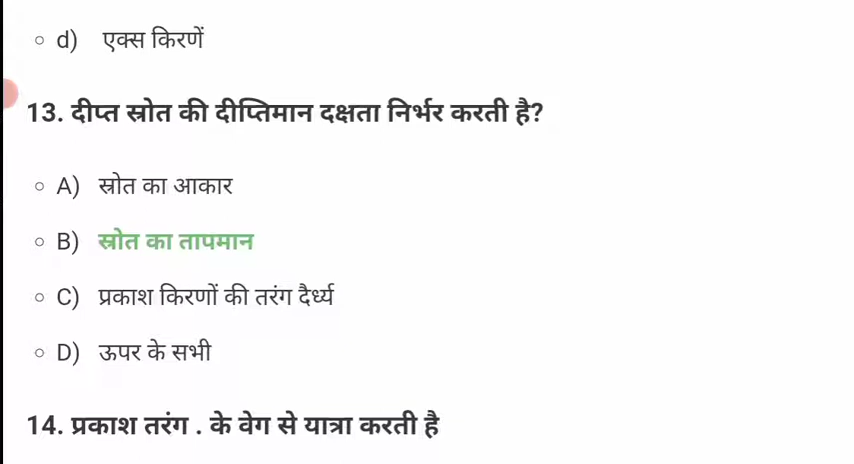 d) एक्स किरणें
13. दीप्त स्रोत की दीप्तिमान दक्षता निर्भर करती है?
A) स्रोत का आकार
B) स्रोत का तापमान
C) प्रकाश किरणों की तरंग दैर्ध्य
D) ऊपर के सभी
14. प्रकाश तरंग . के वेग से यात्रा करती है